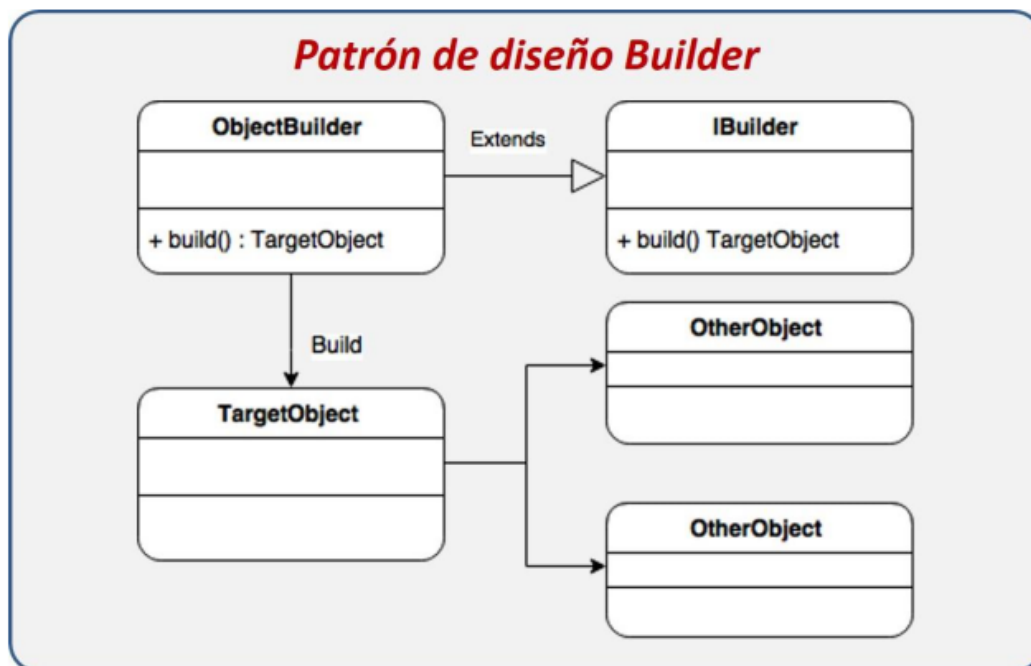 Patrón de diseño Builder
ObjectBuilder
+ build() : TargetObject
Extends
IBuilder
+ build() TargetObject
Build
TargetObject
OtherObject
OtherObject